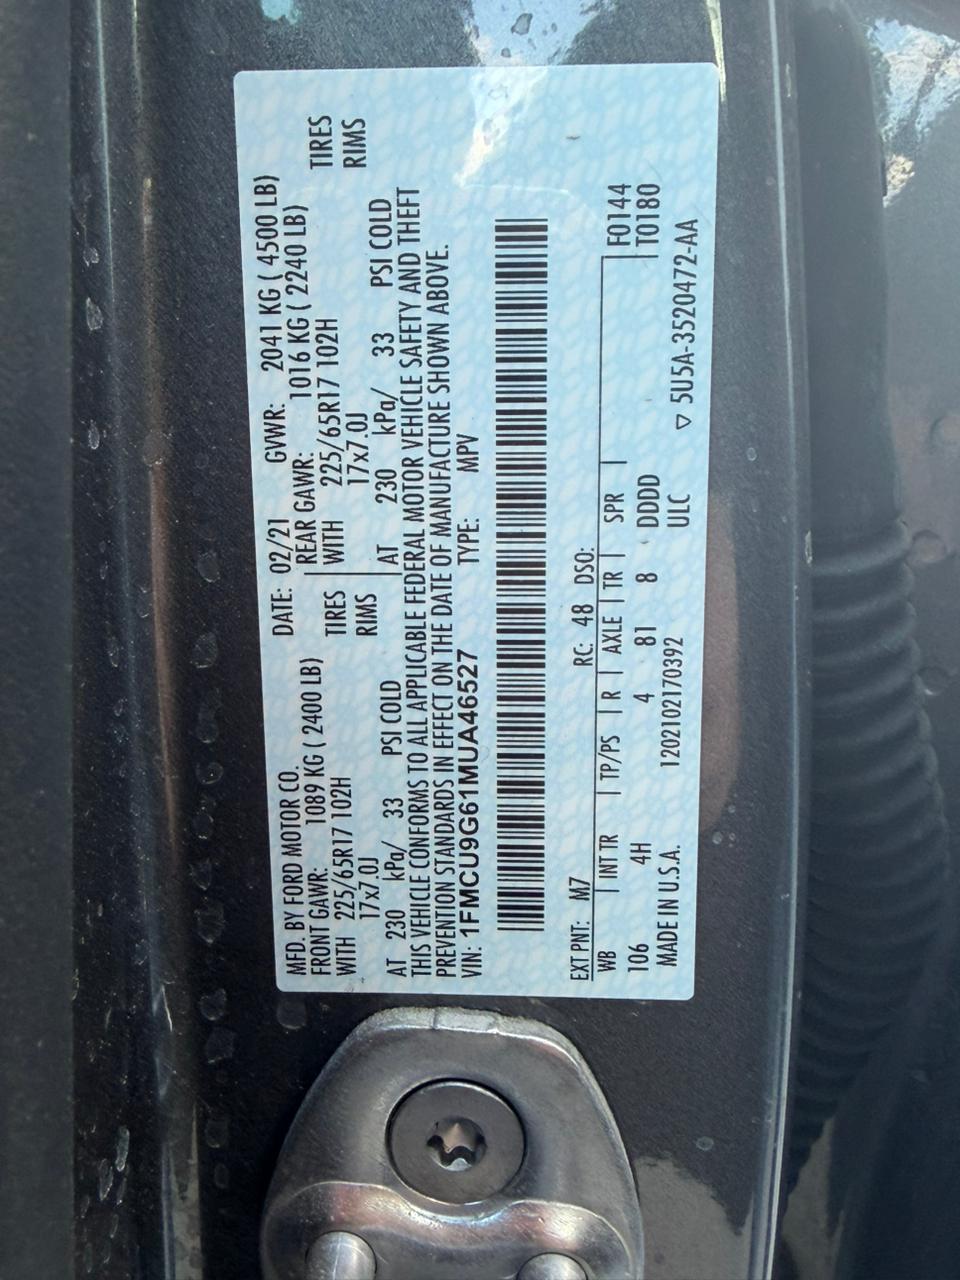 MFD. BY FORD MOTOR CO. DATE: 02/21 GVWR: 2041 KG ( 4500 LB)
FRONT GAWR: 1089 KG ( 2400 LB) REAR GAWR: 1016 KG ( 2240 LB)
WITH 225/65R17 102H TIRES WITH 225/65R17 102H TIRES
17x7.0J RIMS 17x7.0J RIMS
AT 230 kPa/ 33 PSI COLD AT 230 kPa/ 33 PSI COLD
THIS VEHICLE CONFORMS TO ALL APPLICABLE FEDERAL MOTOR VEHICLE SAFETY AND THEFT
PREVENTION STANDARDS IN EFFECT ON THE DATE OF MANUFACTURE SHOWN ABOVE.
VIN: 1FMCU9G61MUA46527 TYPE: MPV
EXT PNT: M7 RC: 48 DSO:
WB | INT TR | TP/PS | R | AXLE | TR | SPR | F0144
106 4H 4 81 8 DDDD T0180
MADE IN U.S.A. 1202102170392 ULC ▽ 5U5A-3520472-AA